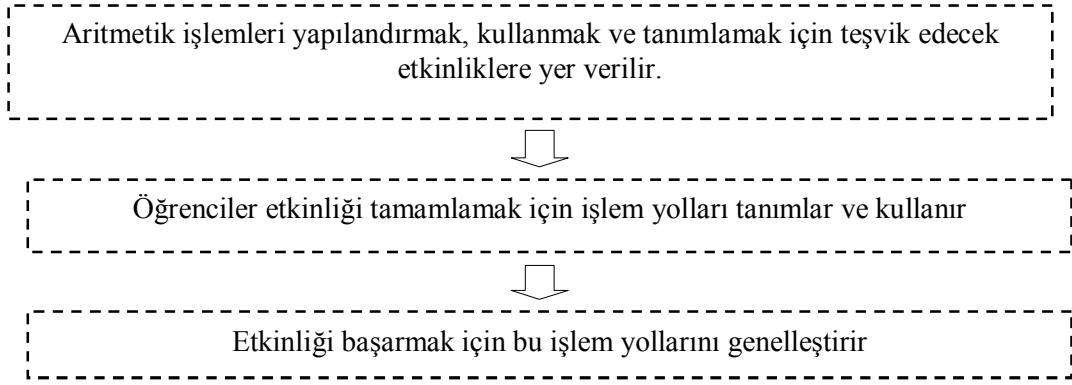 Aritmetik işlemleri yapılandırmak, kullanmak ve tanımlamak için teşvik edecek
etkinliklere yer verilir.
Öğrenciler etkinliği tamamlamak için işlem yolları tanımlar ve kullanır
Etkinliği başarmak için bu işlem yollarını genelleştirir